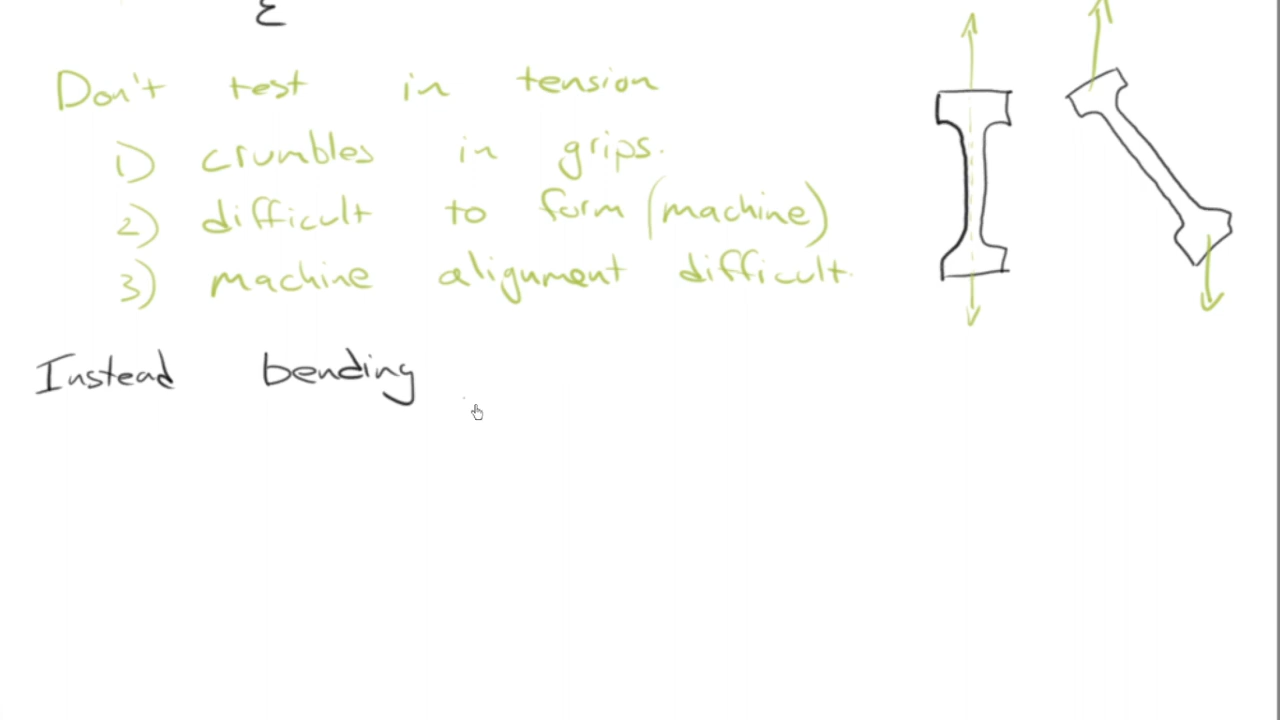 ε
Don't test in tension
1) crumbles in grips.
2) difficult to form (machine)
3) machine alignment difficult.
Instead bending